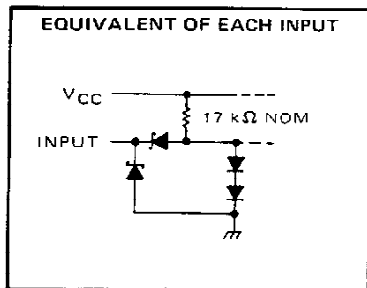 EQUIVALENT OF EACH INPUT
VCC
17 kΩ NOM
INPUT